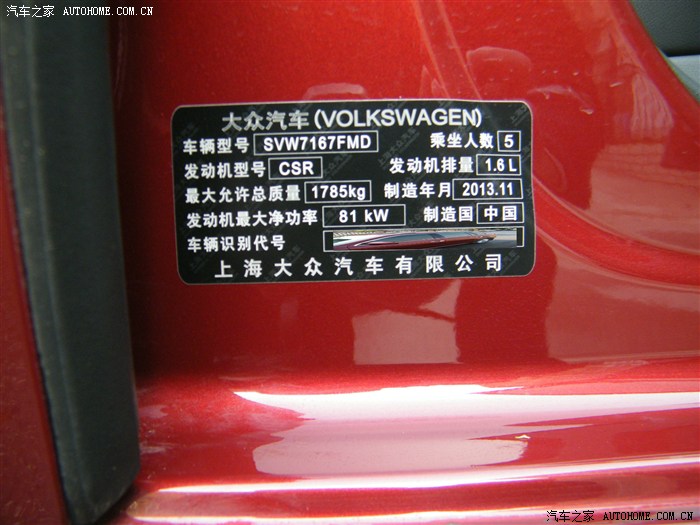 汽车之家 AUTOHOME.COM.CN
大众汽车(VOLKSWAGEN)
车辆型号 SVW7167FMD 乘坐人数 5
发动机型号 CSR 发动机排量 1.6 L
最大允许总质量 1785kg 制造年月 2013.11
发动机最大净功率 81 kW 制造国 中国
车辆识别代号
上海大众汽车有限公司
汽车之家 AUTOHOME.COM.CN